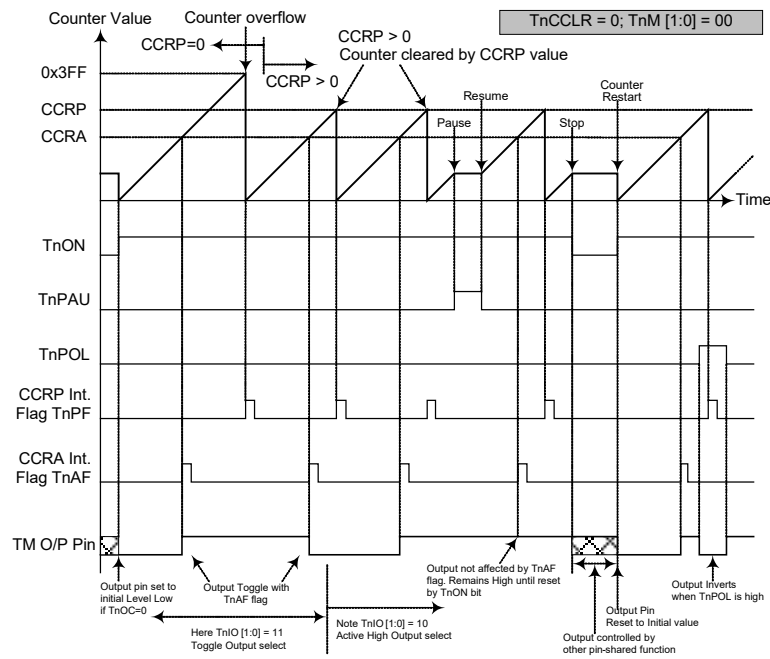 Counter Value
Counter overflow
TnCCLR = 0; TnM [1:0] = 00
CCRP=0
CCRP > 0
CCRP > 0
Counter cleared by CCRP value
0x3FF
CCRP
CCRA
Pause
Resume
Stop
Counter
Restart
Time
TnON
TnPAU
TnPOL
CCRP Int.
Flag TnPF
CCRA Int.
Flag TnAF
TM O/P Pin
Output pin set to
initial Level Low
if TnOC=0
Output Toggle with
TnAF flag
Output not affected by TnAF
flag. Remains High until reset
by TnON bit
Output Pin
Reset to Initial value
Output Inverts
when TnPOL is high
Here TnIO [1:0] = 11
Toggle Output select
Note TnIO [1:0] = 10
Active High Output select
Output controlled by
other pin-shared function